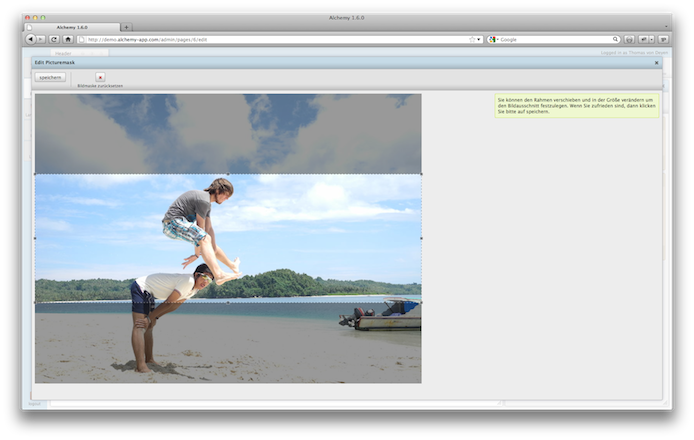 Alchemy 1.6.0
Alchemy 1.6.0
http://demo.alchemy-app.com/admin/pages/6/edit
Google
Header
Logged in as Thomas von Deyen
Edit Picturemask
speichern
Bildmaske zurücksetzen
Sie können den Rahmen verschieben und in der Größe verändern um
den Bildausschnitt festzulegen. Wenn Sie zufrieden sind, dann klicken
Sie bitte auf speichern.